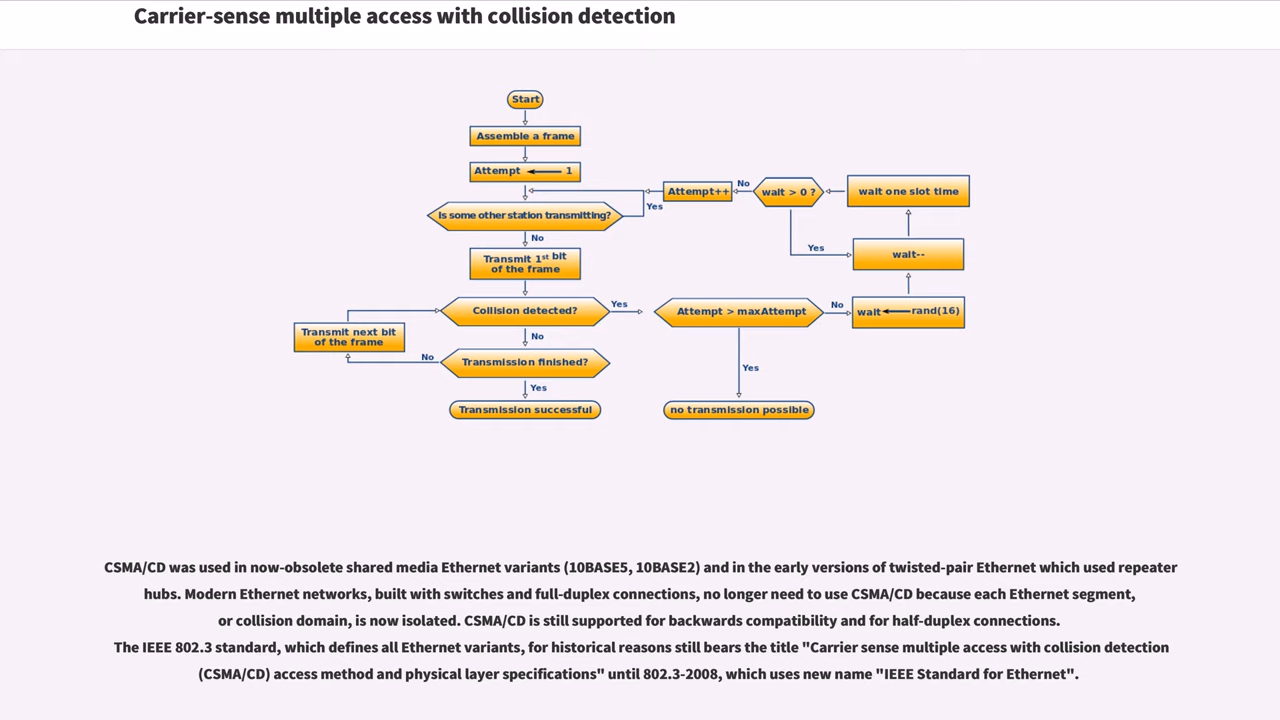 Carrier-sense multiple access with collision detection
Start
Assemble a frame
Attempt ← 1
Is some other station transmitting?
Yes
No
Transmit 1st bit
of the frame
Collision detected?
Yes
No
Transmit next bit
of the frame
No
Transmission finished?
Yes
Transmission successful
Attempt++
No
wait > 0 ?
wait one slot time
Yes
wait--
Attempt > maxAttempt
No
wait ← rand(16)
Yes
no transmission possible
CSMA/CD was used in now-obsolete shared media Ethernet variants (10BASE5, 10BASE2) and in the early versions of twisted-pair Ethernet which used repeater
hubs. Modern Ethernet networks, built with switches and full-duplex connections, no longer need to use CSMA/CD because each Ethernet segment,
or collision domain, is now isolated. CSMA/CD is still supported for backwards compatibility and for half-duplex connections.
The IEEE 802.3 standard, which defines all Ethernet variants, for historical reasons still bears the title "Carrier sense multiple access with collision detection
(CSMA/CD) access method and physical layer specifications" until 802.3-2008, which uses new name "IEEE Standard for Ethernet".